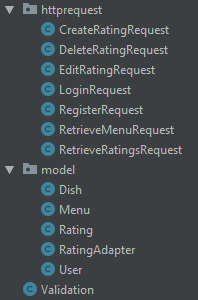 httprequest
CreateRatingRequest
DeleteRatingRequest
EditRatingRequest
LoginRequest
RegisterRequest
RetrieveMenuRequest
RetrieveRatingsRequest
model
Dish
Menu
Rating
RatingAdapter
User
Validation